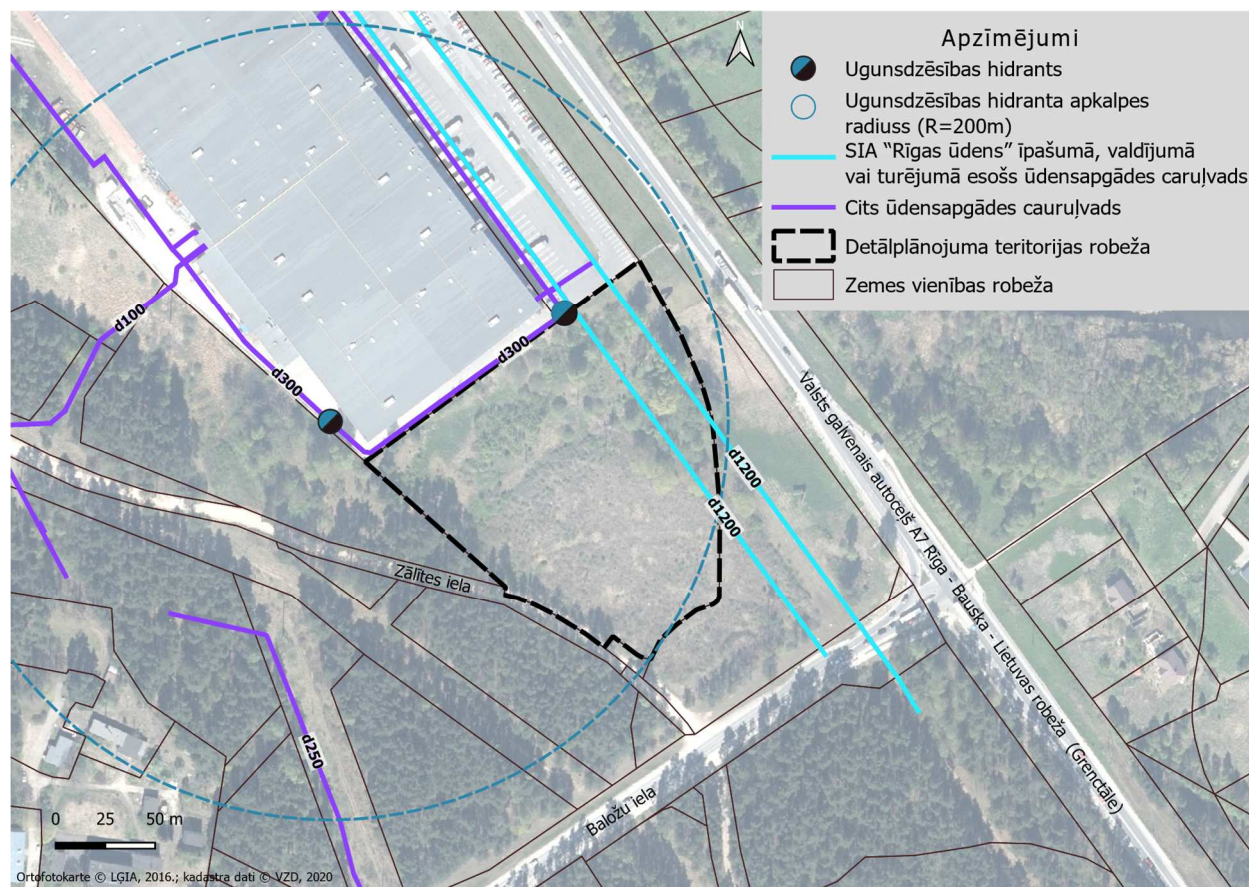 N
Apzīmējumi
Ugunsdzēsības hidrants
Ugunsdzēsības hidranta apkalpes
radiuss (R=200m)
SIA “Rīgas ūdens” īpašumā, valdījumā
vai turējumā esošs ūdensapgādes caruļvads
Cits ūdensapgādes cauruļvads
Detālplānojuma teritorijas robeža
Zemes vienības robeža
d100
d300
d300
d1200
d1200
d250
Valsts galvenais autoceļš A7 Rīga - Bauska - Lietuvas robeža (Grenctāle)
Zālītes iela
Baložu iela
0 25 50 m
Ortofotokarte © LĢIA, 2016.; kadastra dati © VZD, 2020